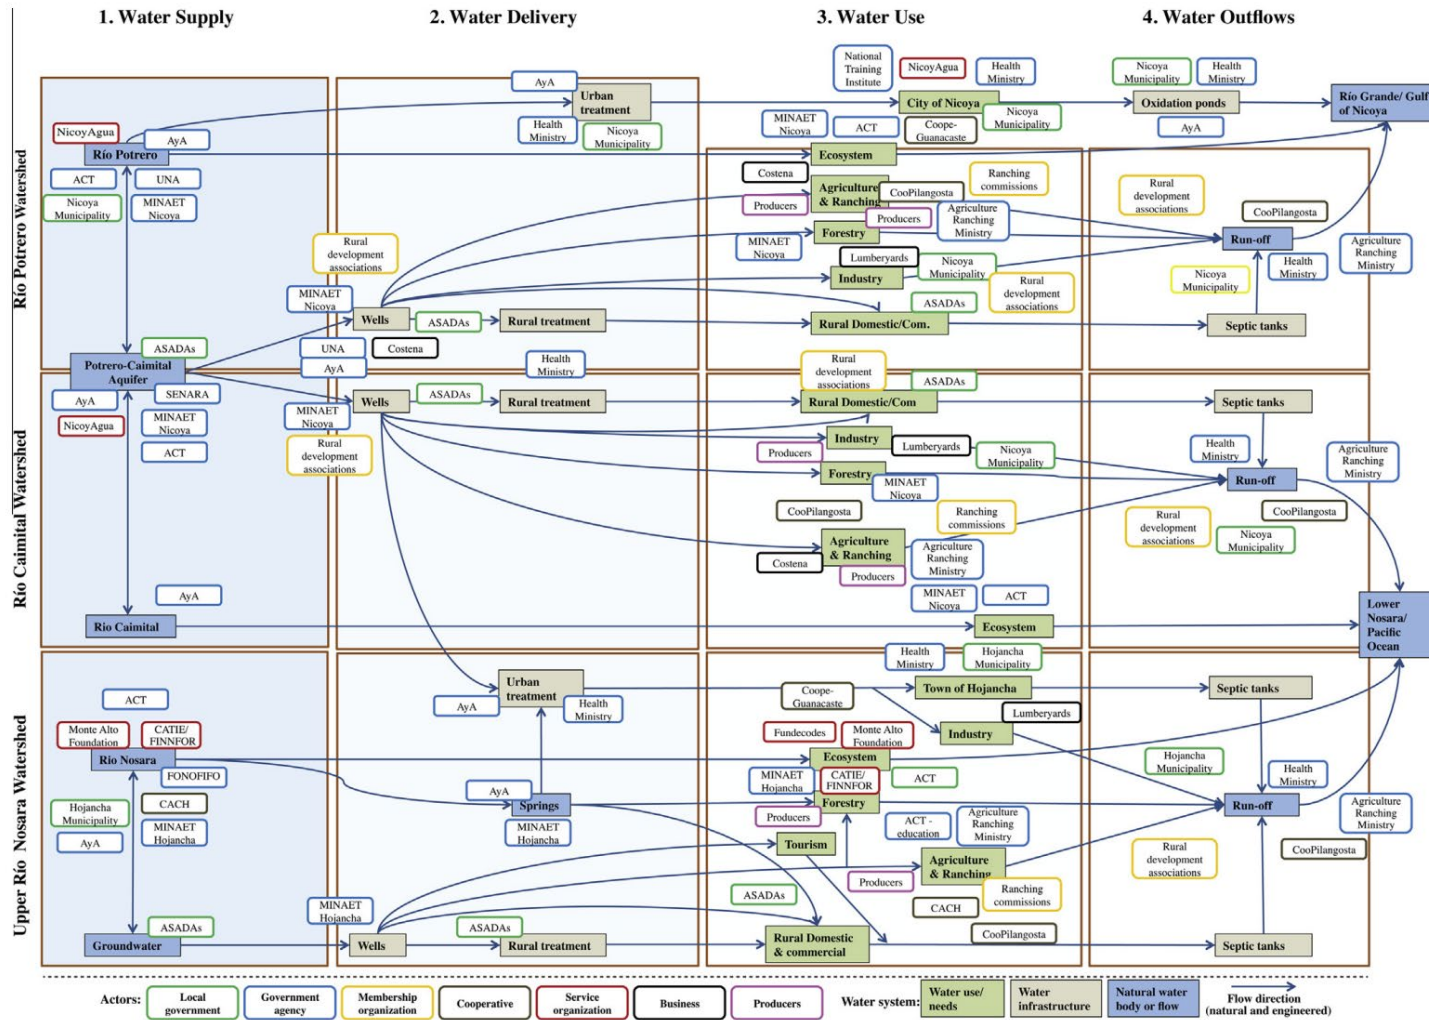 1. Water Supply
2. Water Delivery
3. Water Use
4. Water Outflows
Río Potrero Watershed
NicoyAgua
AyA
Río Potrero
ACT
UNA
Nicoya
Municipality
MINAET
Nicoya
ASADAs
Potrero-Caimital
Aquifer
AyA
Urban
treatment
Health
Ministry
Nicoya
Municipality
Rural
development
associations
MINAET
Nicoya
Wells
ASADAs
Rural treatment
UNA
Costena
AyA
Health
Ministry
National
Training
Institute
NicoyAgua
Health
Ministry
City of Nicoya
MINAET
Nicoya
ACT
Coope-
Guanacaste
Nicoya
Municipality
Ecosystem
Costena
Ranching
commissions
Agriculture
& Ranching
CooPilangosta
Producers
Producers
Agriculture
Ranching
Ministry
Forestry
MINAET
Nicoya
Lumberyards
Nicoya
Municipality
Industry
Rural
development
associations
ASADAs
Rural Domestic/Com.
Nicoya
Municipality
Health
Ministry
Oxidation ponds
AyA
Río Grande/ Gulf
of Nicoya
Rural
development
associations
CooPilangosta
Run-off
Agriculture
Ranching
Ministry
Health
Ministry
Nicoya
Municipality
Septic tanks
Río Caimital Watershed
AyA
SENARA
NicoyAgua
MINAET
Nicoya
ACT
AyA
Rio Caimital
Wells
ASADAs
Rural treatment
MINAET
Nicoya
Rural
development
associations
Rural
development
associations
ASADAs
Rural Domestic/Com
Industry
Lumberyards
Nicoya
Municipality
Producers
Forestry
MINAET
Nicoya
CooPilangosta
Ranching
commissions
Agriculture
& Ranching
Costena
Producers
Agriculture
Ranching
Ministry
MINAET
Nicoya
ACT
Ecosystem
Septic tanks
Health
Ministry
Agriculture
Ranching
Ministry
Run-off
CooPilangosta
Rural
development
associations
Nicoya
Municipality
Lower
Nosara/
Pacific
Ocean
Upper Río Nosara Watershed
ACT
Monte Alto
Foundation
CATIE/
FINNFOR
Rio Nosara
FONOFIFO
Hojancha
Municipality
CACH
AyA
MINAET
Hojancha
ASADAs
Groundwater
Urban
treatment
AyA
Health
Ministry
AyA
Springs
MINAET
Hojancha
MINAET
Hojancha
Wells
ASADAs
Rural treatment
Health
Ministry
Hojancha
Municipality
Coope-
Guanacaste
Town of Hojancha
Lumberyards
Industry
Fundecodes
Monte Alto
Foundation
Ecosystem
MINAET
Hojancha
CATIE/
FINNFOR
ACT
Forestry
Producers
ACT -
education
Agriculture
Ranching
Ministry
Tourism
Agriculture
& Ranching
Producers
Ranching
commissions
ASADAs
CACH
CooPilangosta
Rural Domestic
& commercial
Septic tanks
Hojancha
Municipality
Health
Ministry
Run-off
Agriculture
Ranching
Ministry
Rural
development
associations
CooPilangosta
Septic tanks
Actors:
Local
government
Government
agency
Membership
organization
Cooperative
Service
organization
Business
Producers
Water system:
Water use/
needs
Water
infrastructure
Natural water
body or flow
Flow direction
(natural and engineered)